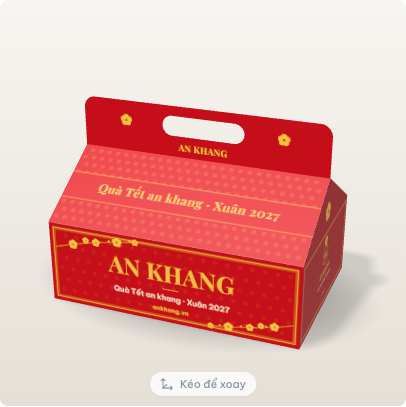 AN KHANG
Quà Tết an khang - Xuân 2027
AN KHANG
Quà Tết an khang · Xuân 2027
ankhang.vn
Kéo để xoay